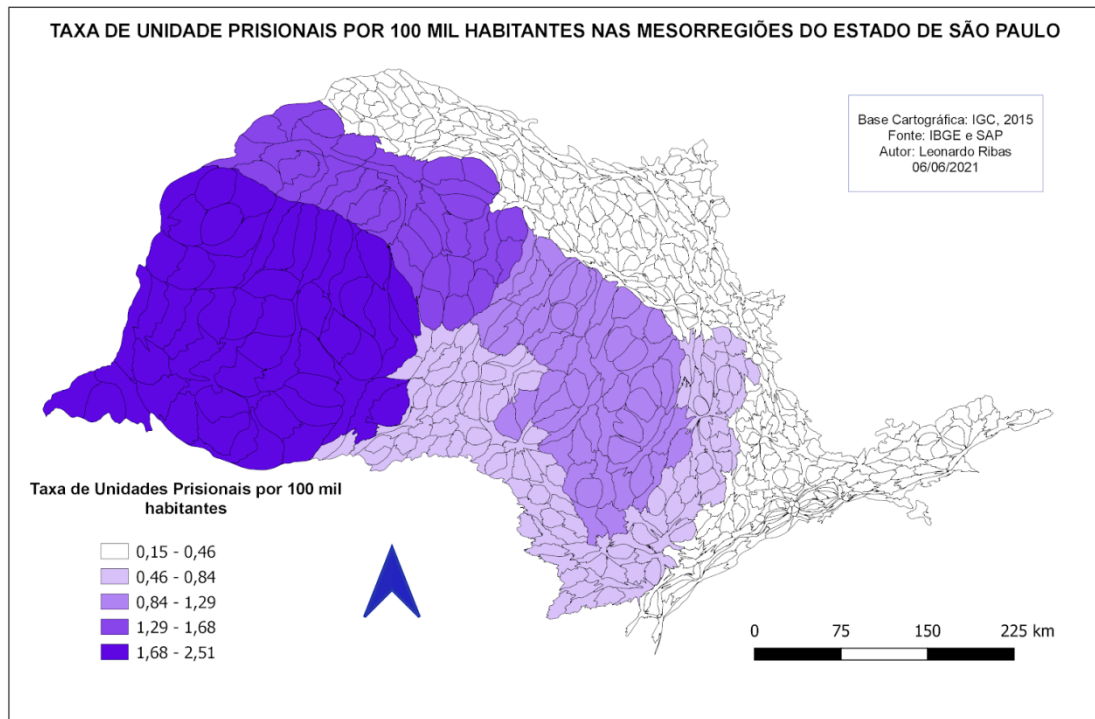 TAXA DE UNIDADE PRISIONAIS POR 100 MIL HABITANTES NAS MESORREGIÕES DO ESTADO DE SÃO PAULO
Base Cartográfica: IGC, 2015
Fonte: IBGE e SAP
Autor: Leonardo Ribas
06/06/2021
Taxa de Unidades Prisionais por 100 mil
habitantes
0,15 - 0,46
0,46 - 0,84
0,84 - 1,29
1,29 - 1,68
1,68 - 2,51
0 75 150 225 km